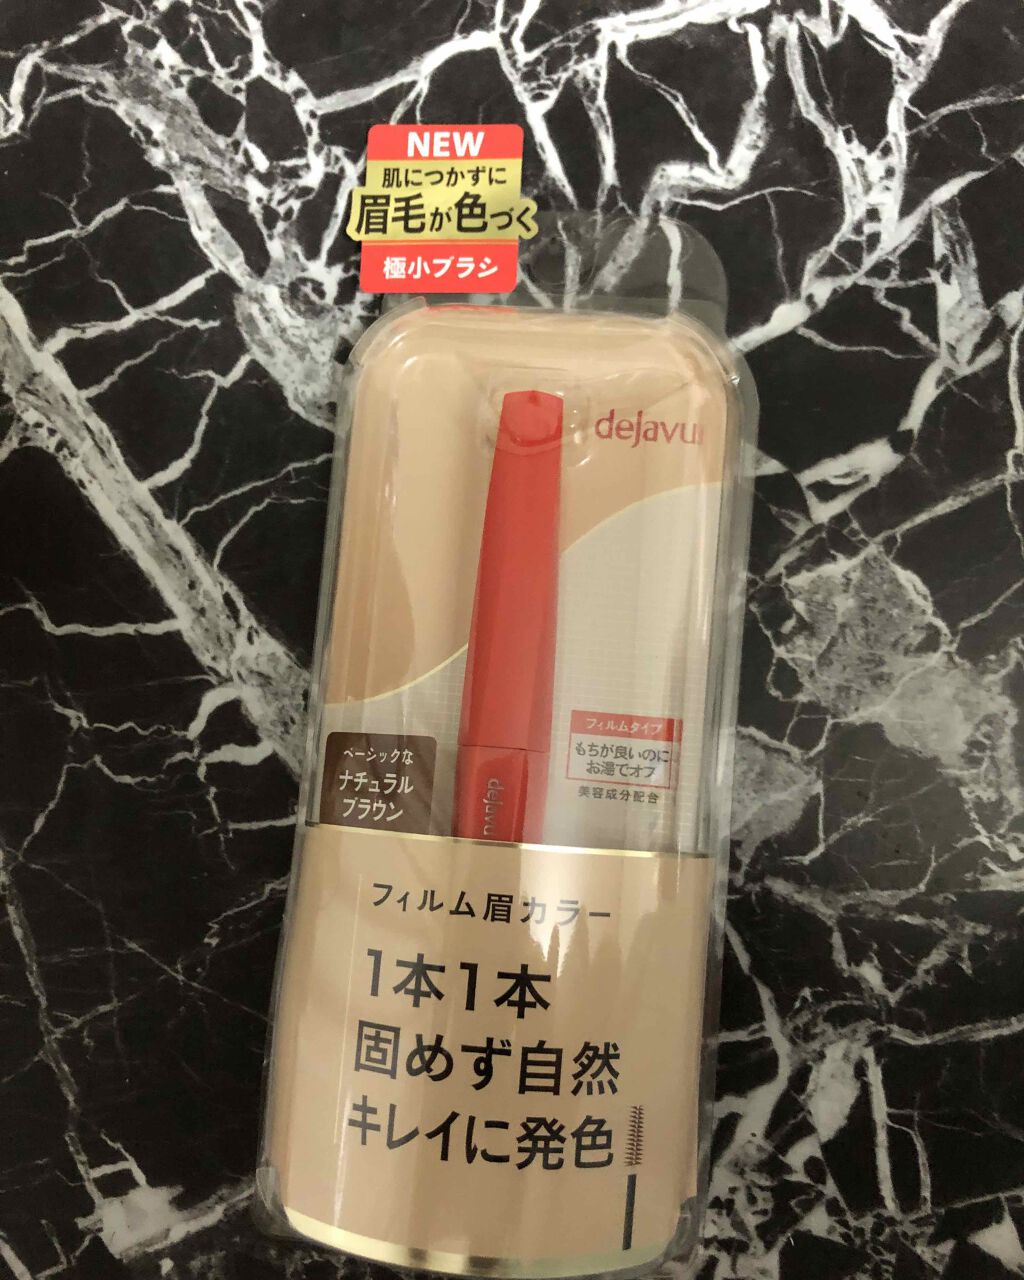 NEW
肌につかずに
眉毛が色づく
極小ブラシ
dejavu
フィルムタイプ
もちが良いのに
お湯でオフ
美容成分配合
ベーシックな
ナチュラル
ブラウン
dejavu
フィルム眉カラー
1本1本
固めず自然
キレイに発色